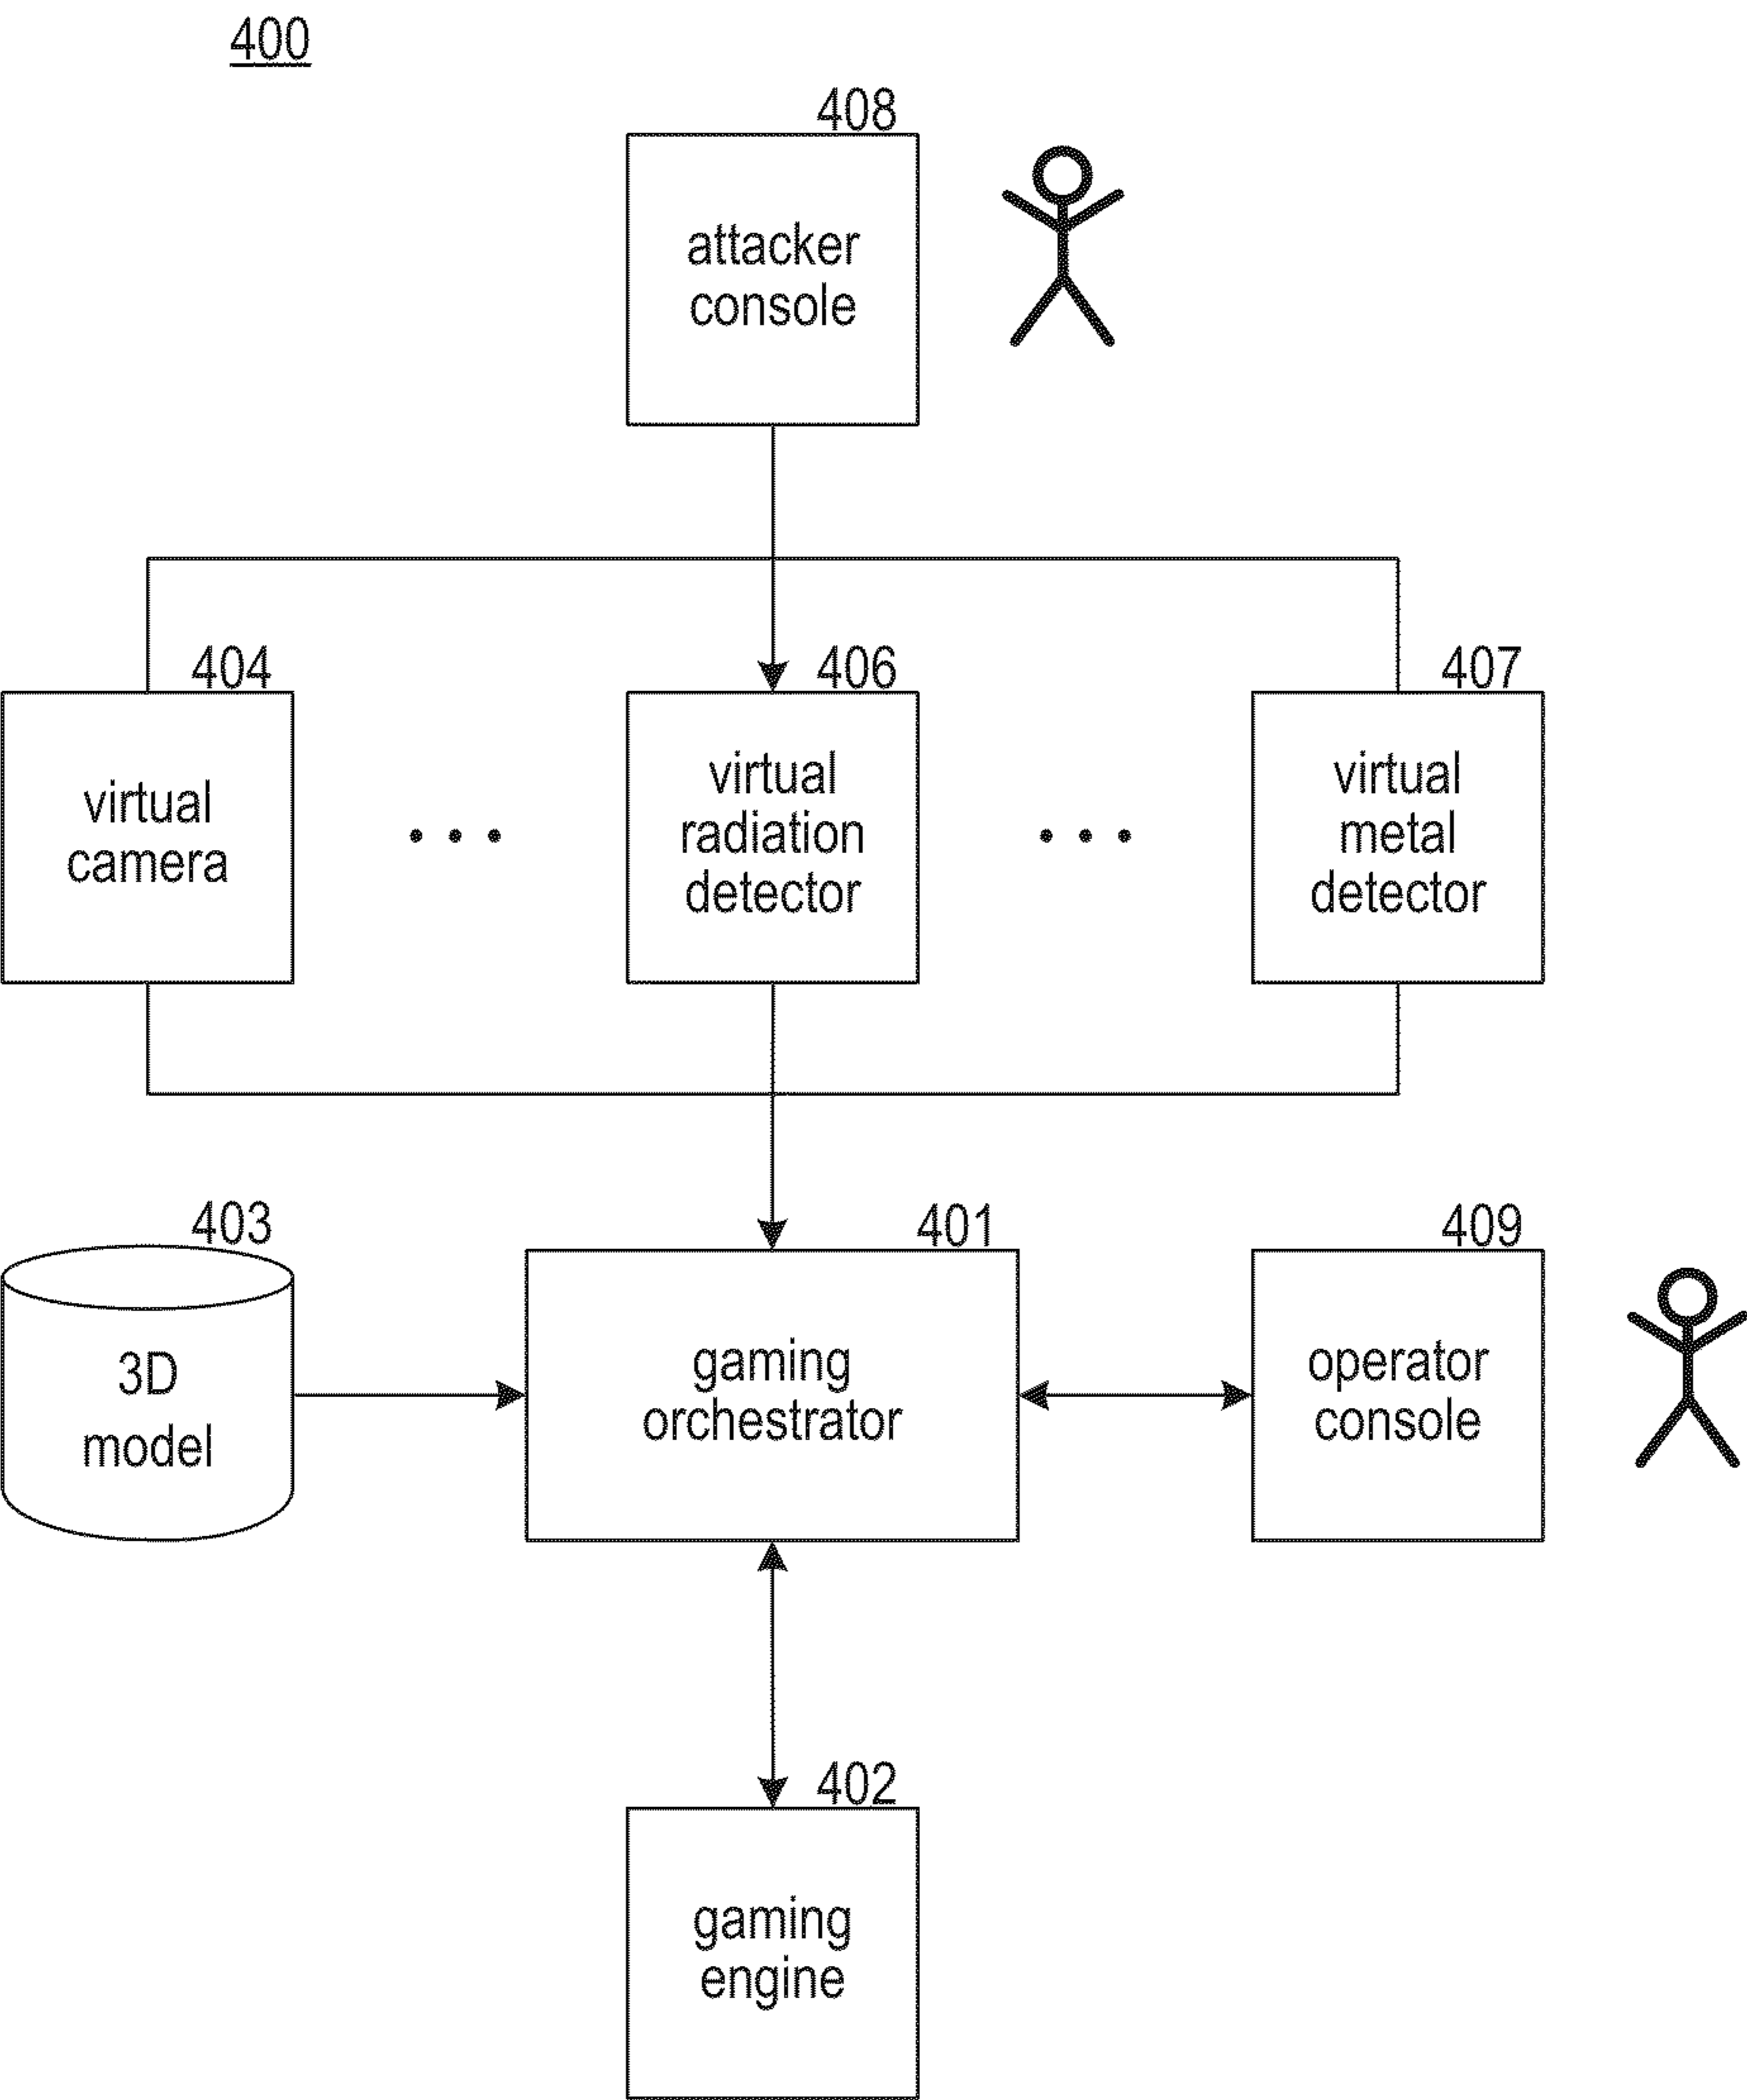 400
408
attacker
console
404
virtual
camera
406
virtual
radiation
detector
407
virtual
metal
detector
403
3D
model
401
gaming
orchestrator
409
operator
console
402
gaming
engine